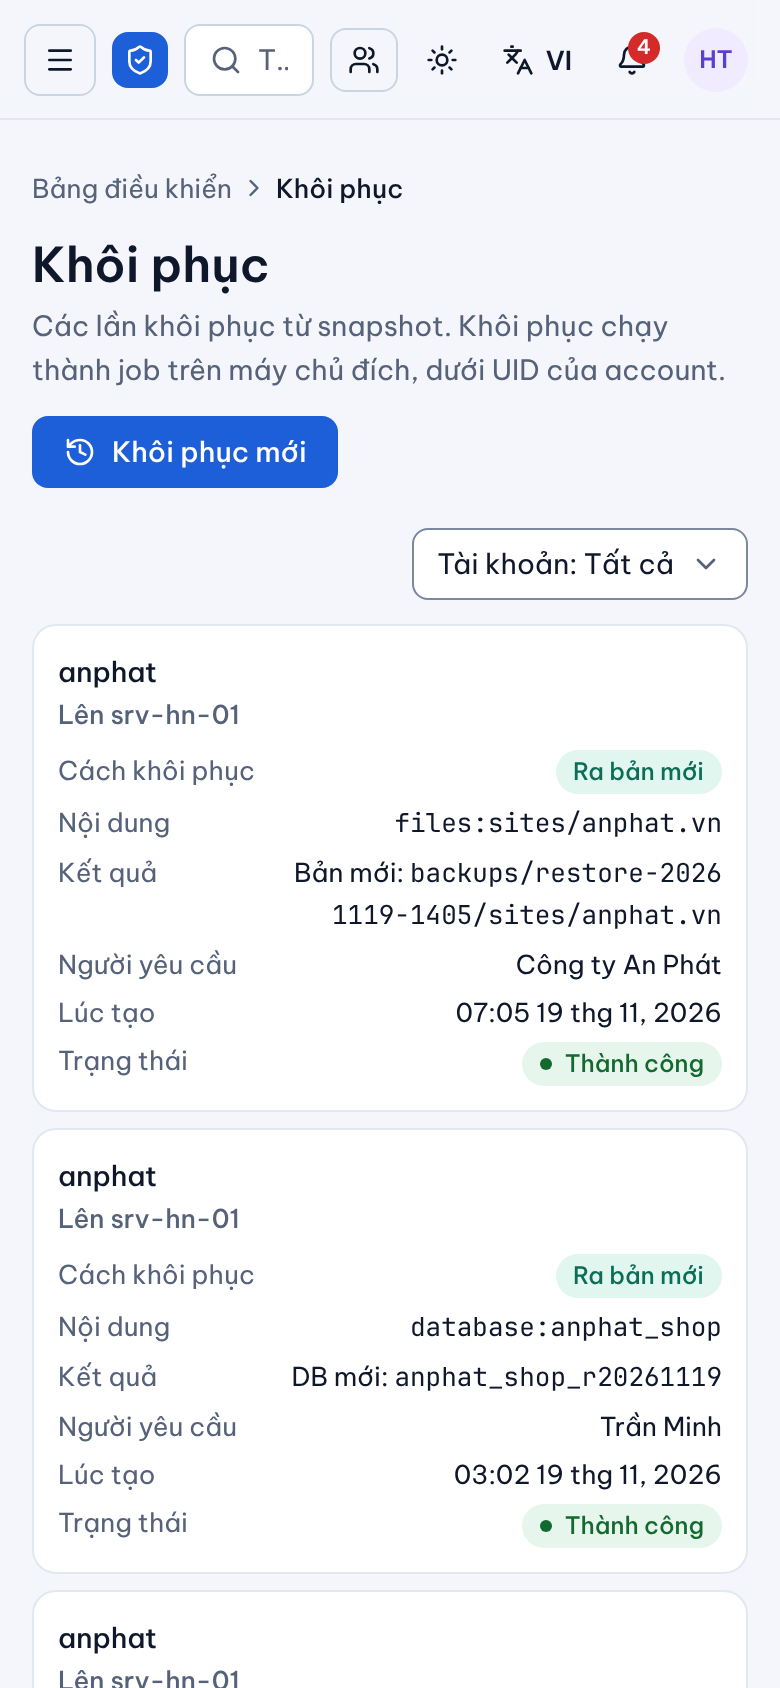 T..
VI
4
HT
Bảng điều khiển > Khôi phục
Khôi phục
Các lần khôi phục từ snapshot. Khôi phục chạy
thành job trên máy chủ đích, dưới UID của account.
Khôi phục mới
Tài khoản: Tất cả
anphat
Lên srv-hn-01
Cách khôi phục Ra bản mới
Nội dung files:sites/anphat.vn
Kết quả Bản mới: backups/restore-2026
1119-1405/sites/anphat.vn
Người yêu cầu Công ty An Phát
Lúc tạo 07:05 19 thg 11, 2026
Trạng thái Thành công
anphat
Lên srv-hn-01
Cách khôi phục Ra bản mới
Nội dung database:anphat_shop
Kết quả DB mới: anphat_shop_r20261119
Người yêu cầu Trần Minh
Lúc tạo 03:02 19 thg 11, 2026
Trạng thái Thành công
anphat
Lên srv-hn-01